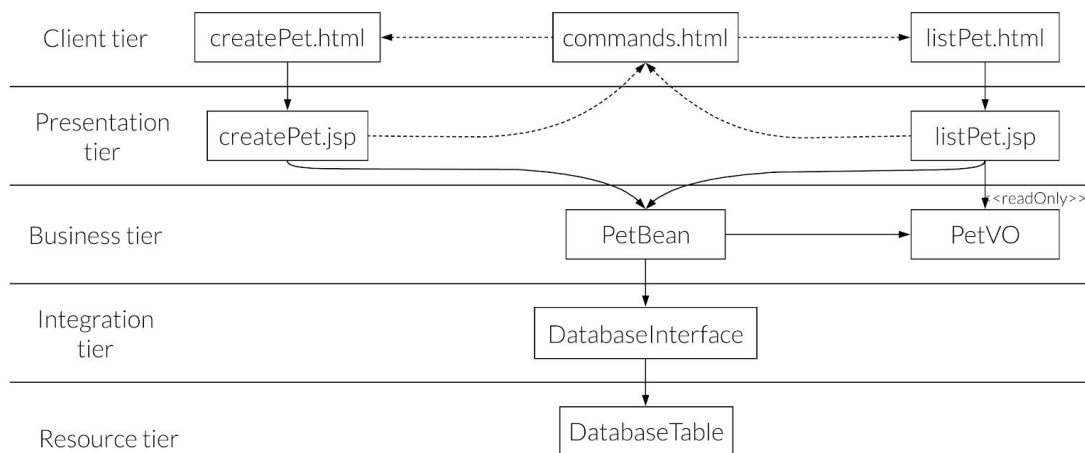 Client tier
createPet.html
commands.html
listPet.html
Presentation
tier
createPet.jsp
listPet.jsp
<<readOnly>>
Business tier
PetBean
PetVO
Integration
tier
DatabaseInterface
Resource tier
DatabaseTable